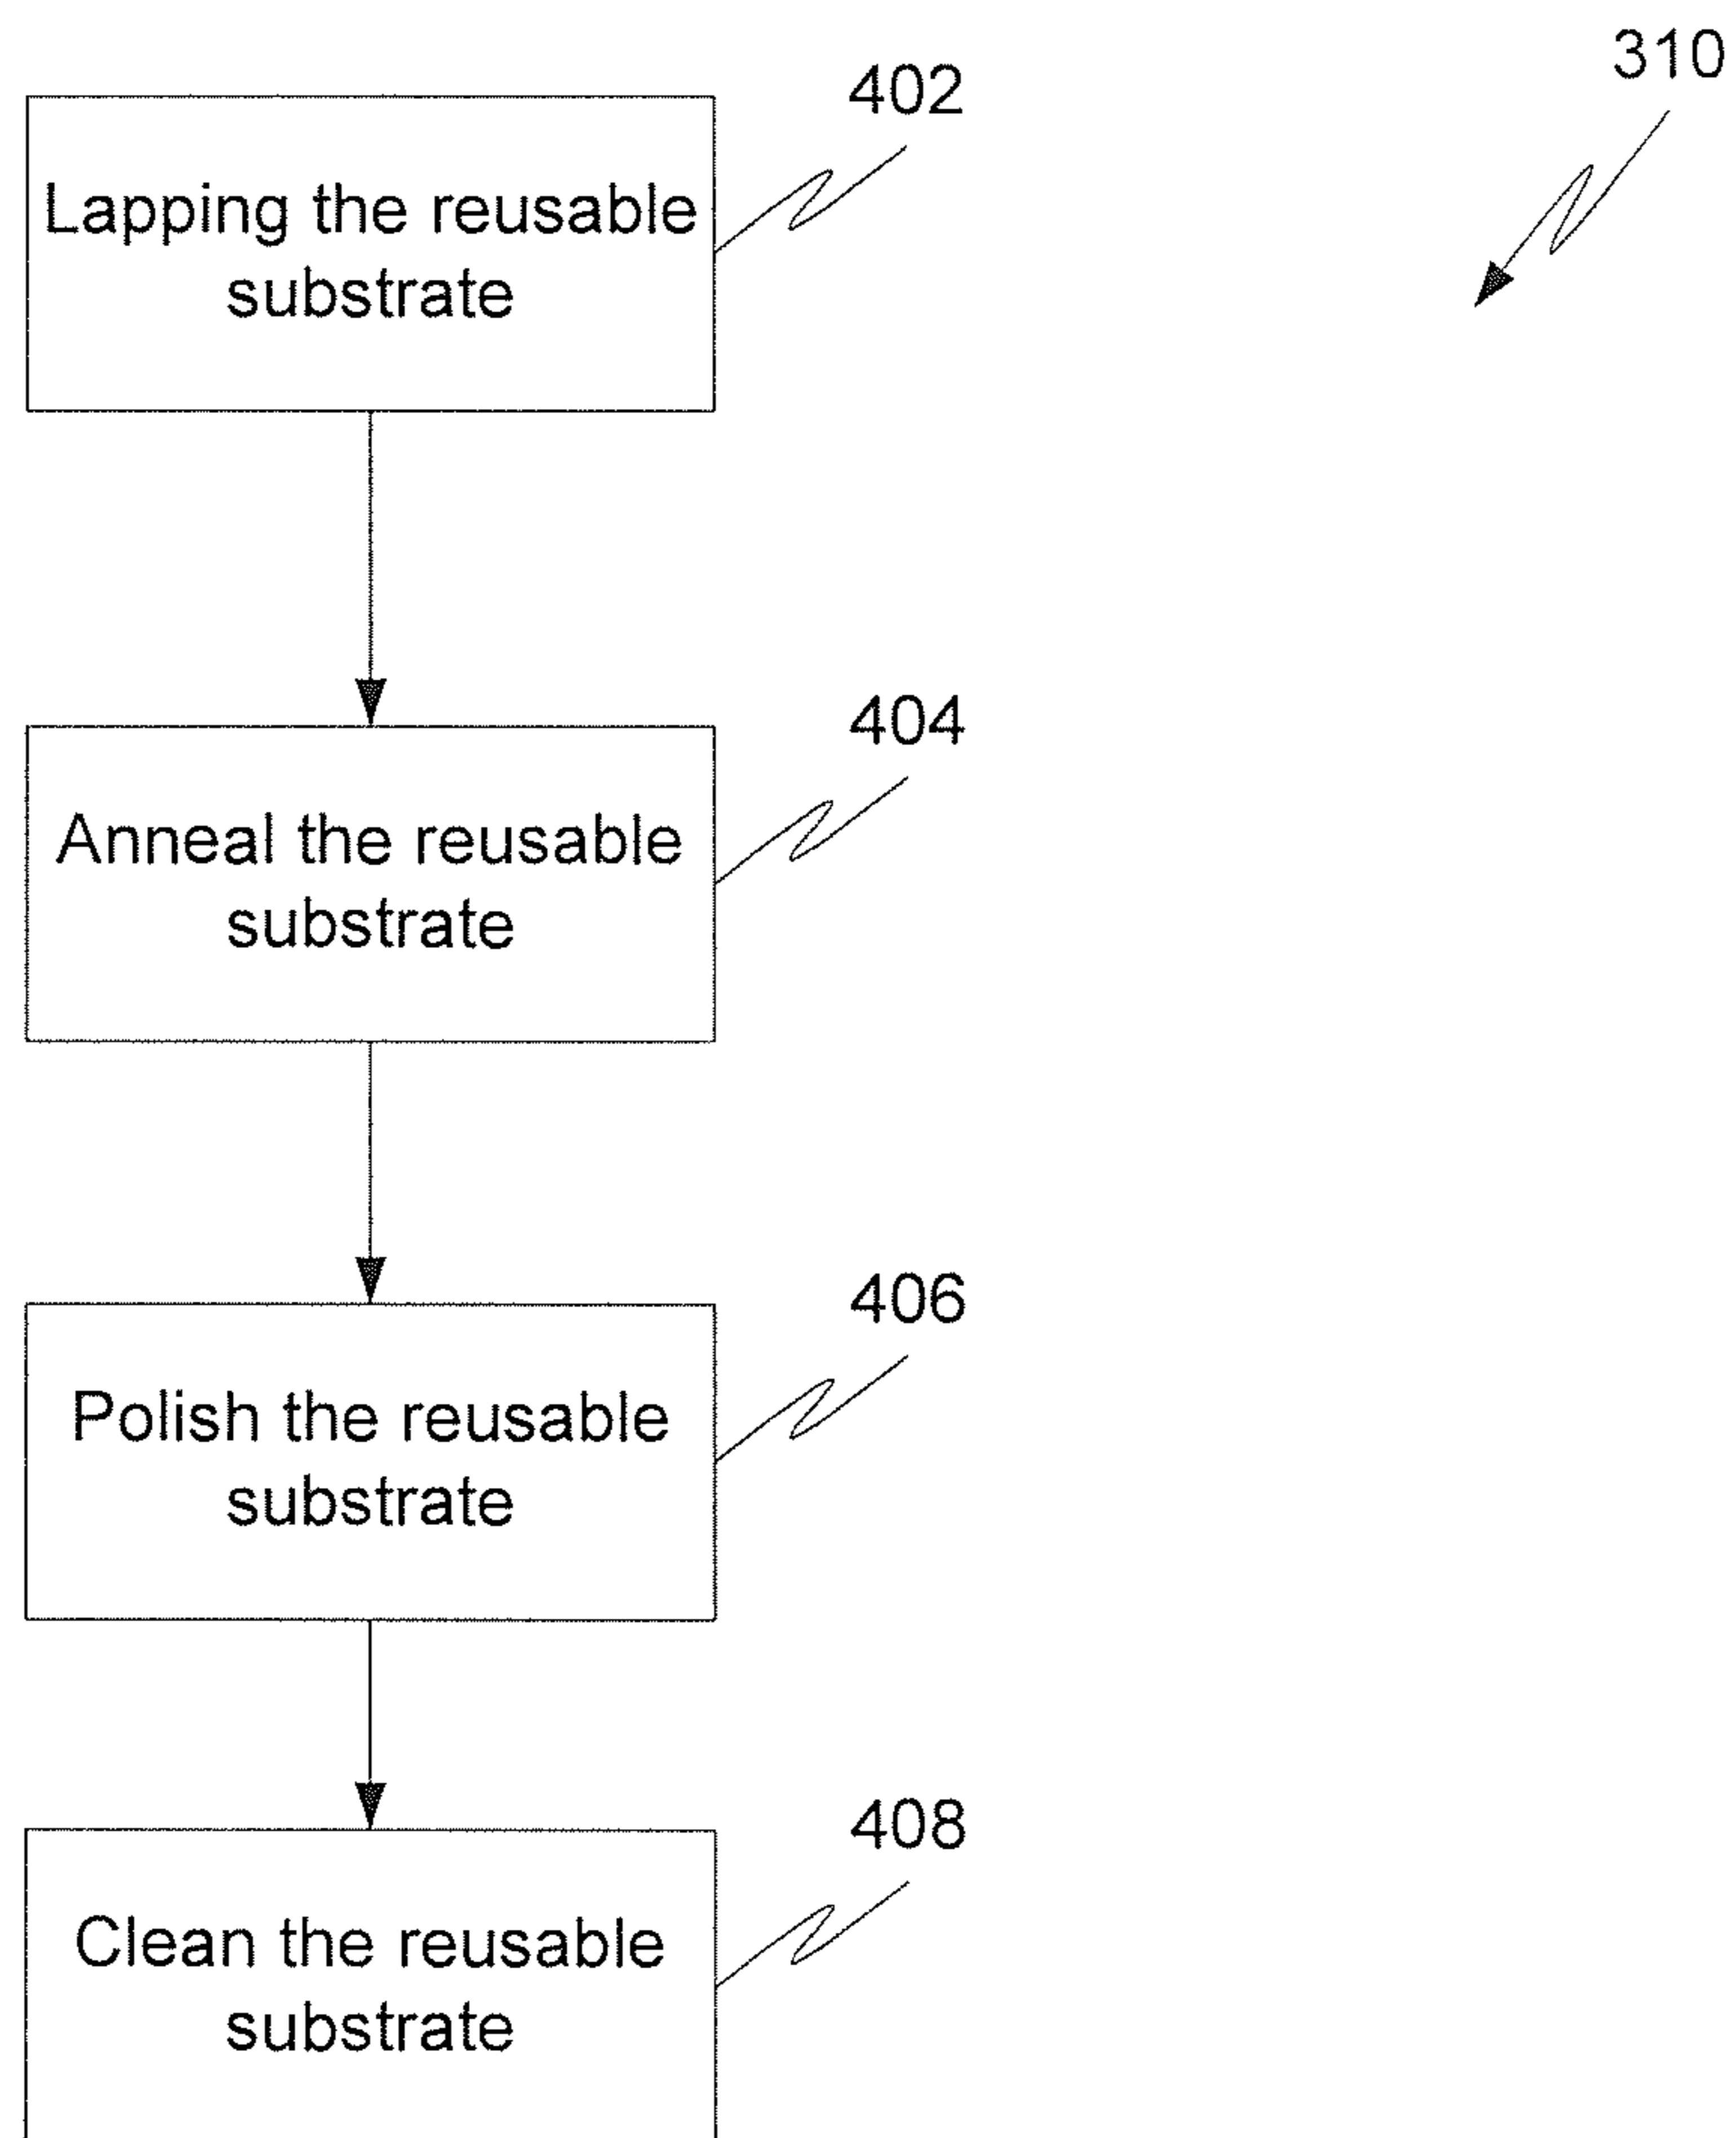 310
402
Lapping the reusable
substrate
404
Anneal the reusable
substrate
406
Polish the reusable
substrate
408
Clean the reusable
substrate